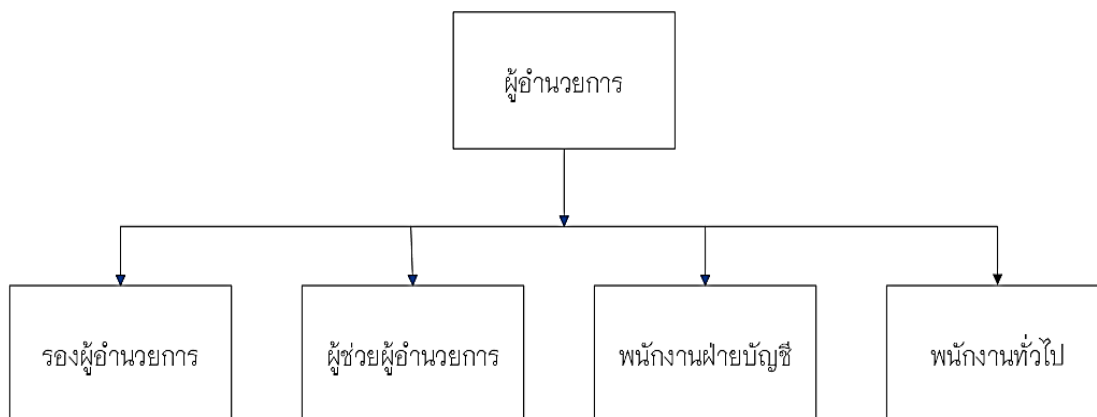 ผู้อำนวยการ
รองผู้อำนวยการ
ผู้ช่วยผู้อำนวยการ
พนักงานฝ่ายบัญชี
พนักงานทั่วไป